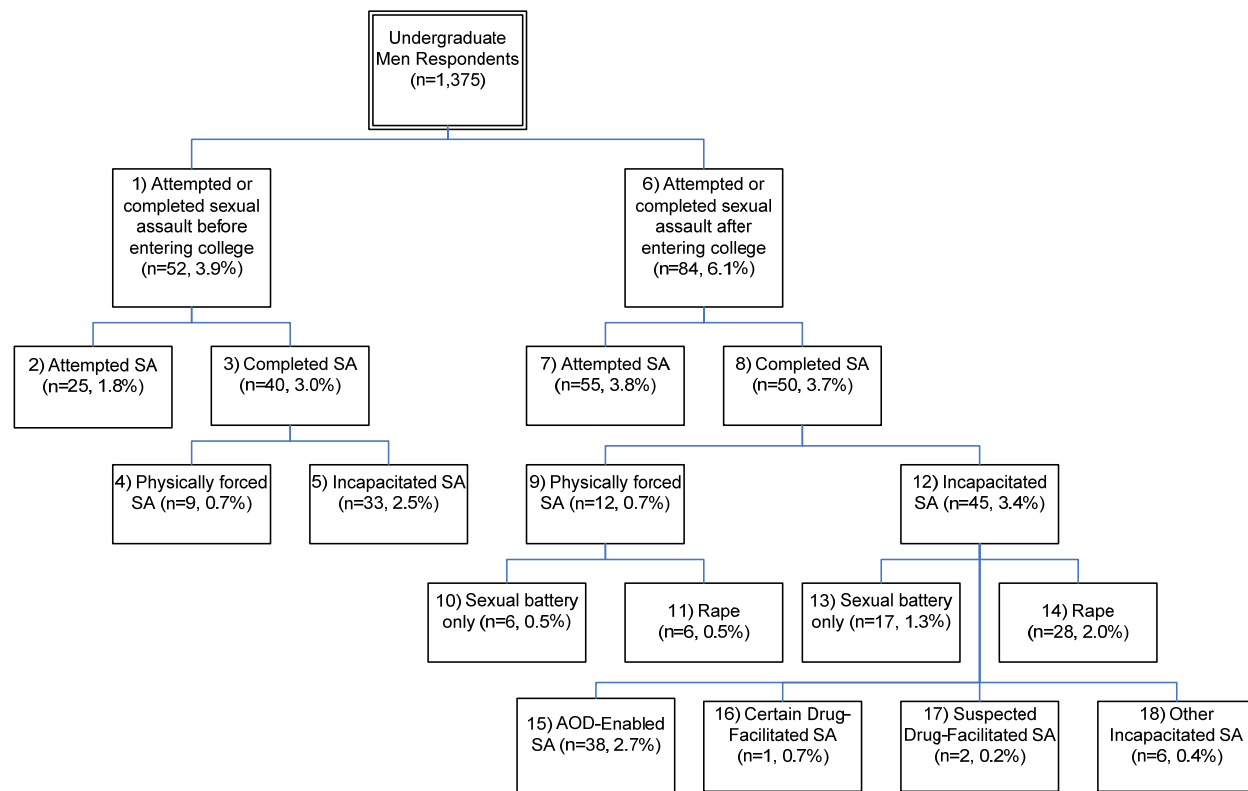 Undergraduate
Men Respondents
(n=1,375)
1) Attempted or
completed sexual
assault before
entering college
(n=52, 3.9%)
6) Attempted or
completed sexual
assault after
entering college
(n=84, 6.1%)
2) Attempted SA
(n=25, 1.8%)
3) Completed SA
(n=40, 3.0%)
7) Attempted SA
(n=55, 3.8%)
8) Completed SA
(n=50, 3.7%)
4) Physically forced
SA (n=9, 0.7%)
5) Incapacitated SA
(n=33, 2.5%)
9) Physically forced
SA (n=12, 0.7%)
12) Incapacitated
SA (n=45, 3.4%)
10) Sexual battery
only (n=6, 0.5%)
11) Rape
(n=6, 0.5%)
13) Sexual battery
only (n=17, 1.3%)
14) Rape
(n=28, 2.0%)
15) AOD-Enabled
SA (n=38, 2.7%)
16) Certain Drug-
Facilitated SA
(n=1, 0.7%)
17) Suspected
Drug-Facilitated SA
(n=2, 0.2%)
18) Other
Incapacitated SA
(n=6, 0.4%)